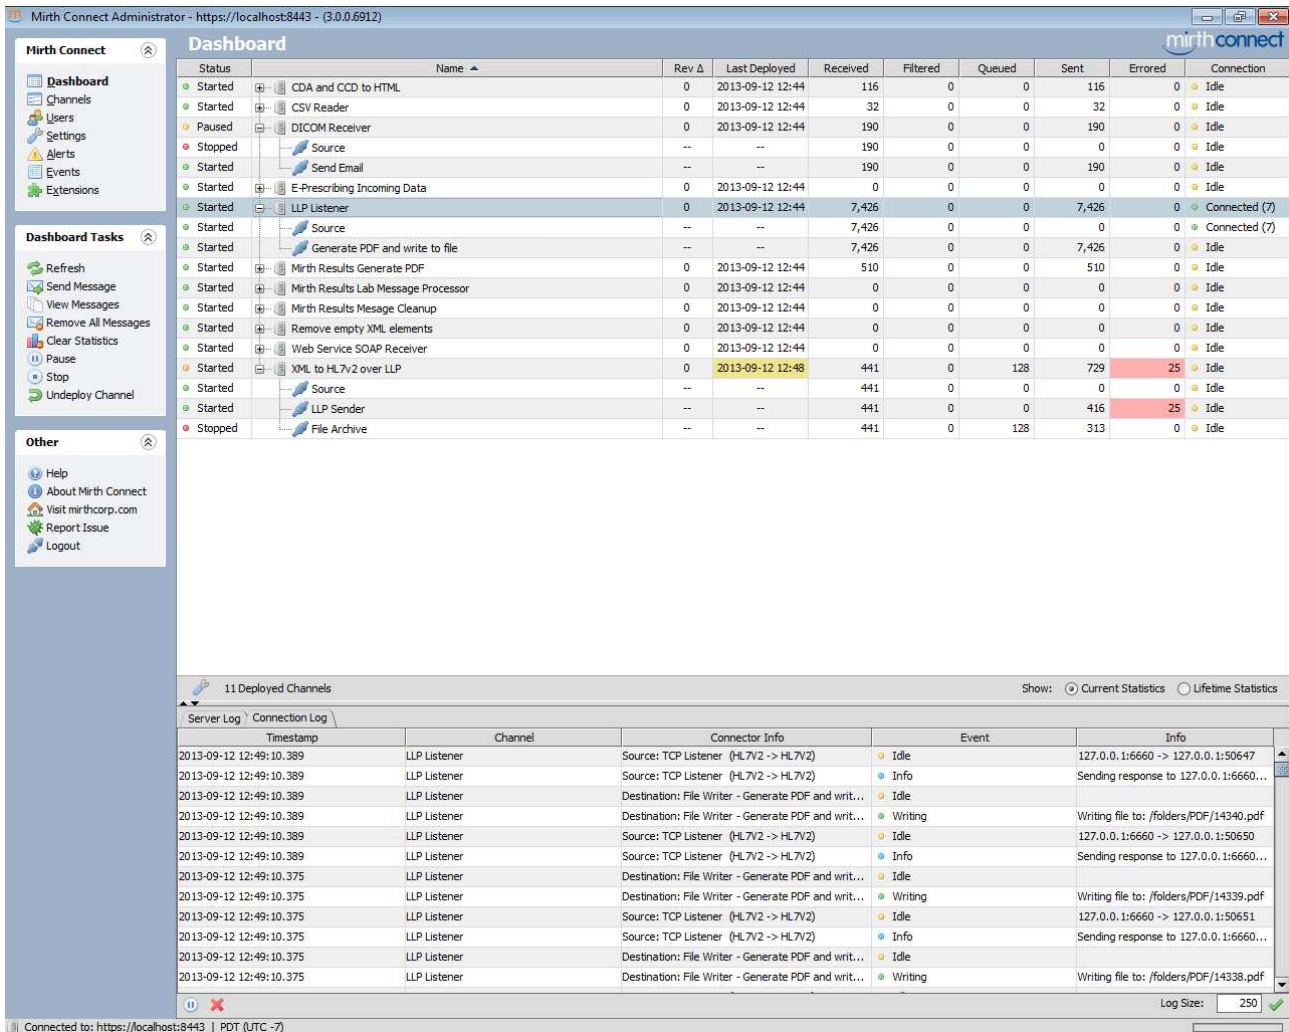 Mirth Connect Administrator - https://localhost:8443 - (3.0.0.6912)
Mirth Connect
Dashboard
Channels
Users
Settings
Alerts
Events
Extensions
Dashboard Tasks
Refresh
Send Message
View Messages
Remove All Messages
Clear Statistics
Pause
Stop
Undeploy Channel
Other
Help
About Mirth Connect
Visit mirthcorp.com
Report Issue
Logout
Dashboard
mirthconnect
Status Name Rev Δ Last Deployed Received Filtered Queued Sent Errored Connection
Started CDA and CCD to HTML 0 2013-09-12 12:44 116 0 0 116 0 Idle
Started CSV Reader 0 2013-09-12 12:44 32 0 0 32 0 Idle
Paused DICOM Receiver 0 2013-09-12 12:44 190 0 0 190 0 Idle
Stopped Source -- -- 190 0 0 0 0 Idle
Started Send Email -- -- 190 0 0 190 0 Idle
Started E-Prescribing Incoming Data 0 2013-09-12 12:44 0 0 0 0 0 Idle
Started LLP Listener 0 2013-09-12 12:44 7,426 0 0 7,426 0 Connected (7)
Started Source -- -- 7,426 0 0 0 0 Connected (7)
Started Generate PDF and write to file -- -- 7,426 0 0 7,426 0 Idle
Started Mirth Results Generate PDF 0 2013-09-12 12:44 510 0 0 510 0 Idle
Started Mirth Results Lab Message Processor 0 2013-09-12 12:44 0 0 0 0 0 Idle
Started Mirth Results Mesage Cleanup 0 2013-09-12 12:44 0 0 0 0 0 Idle
Started Remove empty XML elements 0 2013-09-12 12:44 0 0 0 0 0 Idle
Started Web Service SOAP Receiver 0 2013-09-12 12:44 0 0 0 0 0 Idle
Started XML to HL7v2 over LLP 0 2013-09-12 12:48 441 0 128 729 25 Idle
Started Source -- -- 441 0 0 0 0 Idle
Started LLP Sender -- -- 441 0 0 416 25 Idle
Stopped File Archive -- -- 441 0 128 313 0 Idle
11 Deployed Channels Show: Current Statistics Lifetime Statistics
Server Log Connection Log
Timestamp Channel Connector Info Event Info
2013-09-12 12:49:10.389 LLP Listener Source: TCP Listener (HL7V2 -> HL7V2) Idle 127.0.0.1:6660 -> 127.0.0.1:50647
2013-09-12 12:49:10.389 LLP Listener Source: TCP Listener (HL7V2 -> HL7V2) Info Sending response to 127.0.0.1:6660...
2013-09-12 12:49:10.389 LLP Listener Destination: File Writer - Generate PDF and writ... Idle
2013-09-12 12:49:10.389 LLP Listener Destination: File Writer - Generate PDF and writ... Writing Writing file to: /folders/PDF/14340.pdf
2013-09-12 12:49:10.389 LLP Listener Source: TCP Listener (HL7V2 -> HL7V2) Idle 127.0.0.1:6660 -> 127.0.0.1:50650
2013-09-12 12:49:10.389 LLP Listener Source: TCP Listener (HL7V2 -> HL7V2) Info Sending response to 127.0.0.1:6660...
2013-09-12 12:49:10.375 LLP Listener Destination: File Writer - Generate PDF and writ... Idle
2013-09-12 12:49:10.375 LLP Listener Destination: File Writer - Generate PDF and writ... Writing Writing file to: /folders/PDF/14339.pdf
2013-09-12 12:49:10.375 LLP Listener Source: TCP Listener (HL7V2 -> HL7V2) Idle 127.0.0.1:6660 -> 127.0.0.1:50651
2013-09-12 12:49:10.375 LLP Listener Source: TCP Listener (HL7V2 -> HL7V2) Info Sending response to 127.0.0.1:6660...
2013-09-12 12:49:10.375 LLP Listener Destination: File Writer - Generate PDF and writ... Idle
2013-09-12 12:49:10.375 LLP Listener Destination: File Writer - Generate PDF and writ... Writing Writing file to: /folders/PDF/14338.pdf
Log Size: 250
Connected to: https://localhost:8443 | PDT (UTC -7)